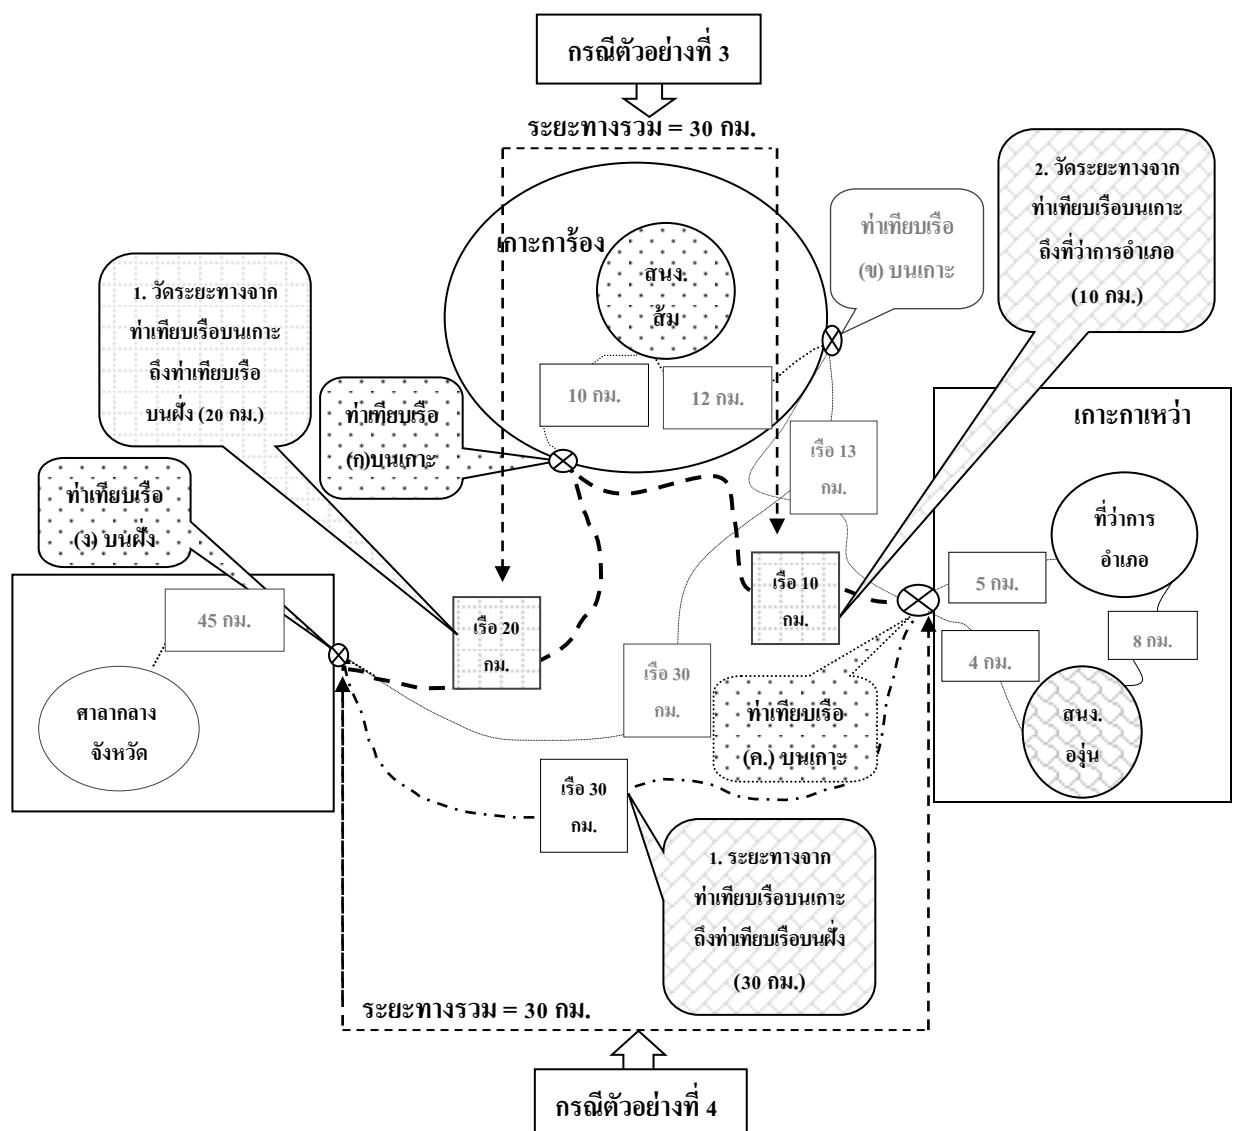 กรณีตัวอย่างที่ 3
ระยะทางรวม = 30 กม.
2. วัดระยะทางจาก
ท่าเทียบเรือบนเกาะ
ถึงที่ว่าการอำเภอ
(10 กม.)
ท่าเทียบเรือ
(ข) บนเกาะ
เกาะการ้อง
สนง.
ส้ม
1. วัดระยะทางจาก
ท่าเทียบเรือบนเกาะ
ถึงท่าเทียบเรือ
บนฝั่ง (20 กม.)
10 กม.
12 กม.
ท่าเทียบเรือ
(ก)บนเกาะ
เกาะกาเหว่า
เรือ 13
กม.
ท่าเทียบเรือ
(ง) บนฝั่ง
ที่ว่าการ
อำเภอ
45 กม.
เรือ 20
กม.
เรือ 10
กม.
5 กม.
8 กม.
4 กม.
เรือ 30
กม.
ท่าเทียบเรือ
(ค.) บนเกาะ
สนง.
องุ่น
ศาลากลาง
จังหวัด
เรือ 30
กม.
1. ระยะทางจาก
ท่าเทียบเรือบนเกาะ
ถึงท่าเทียบเรือบนฝั่ง
(30 กม.)
ระยะทางรวม = 30 กม.
กรณีตัวอย่างที่ 4